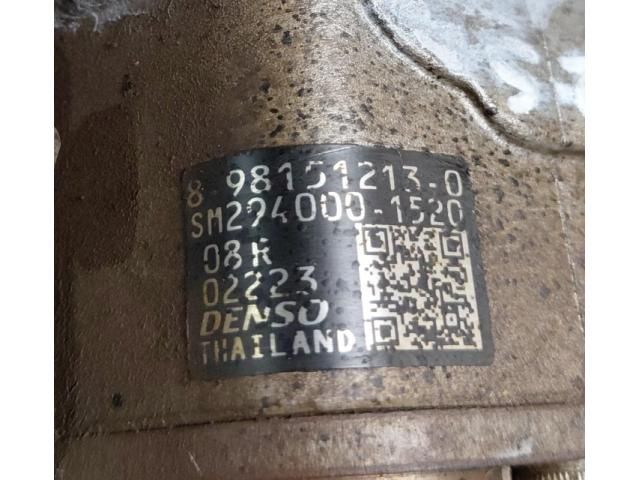 8 98151213-0
SM294000-1520
08R
02223
DENSO
THAILAND